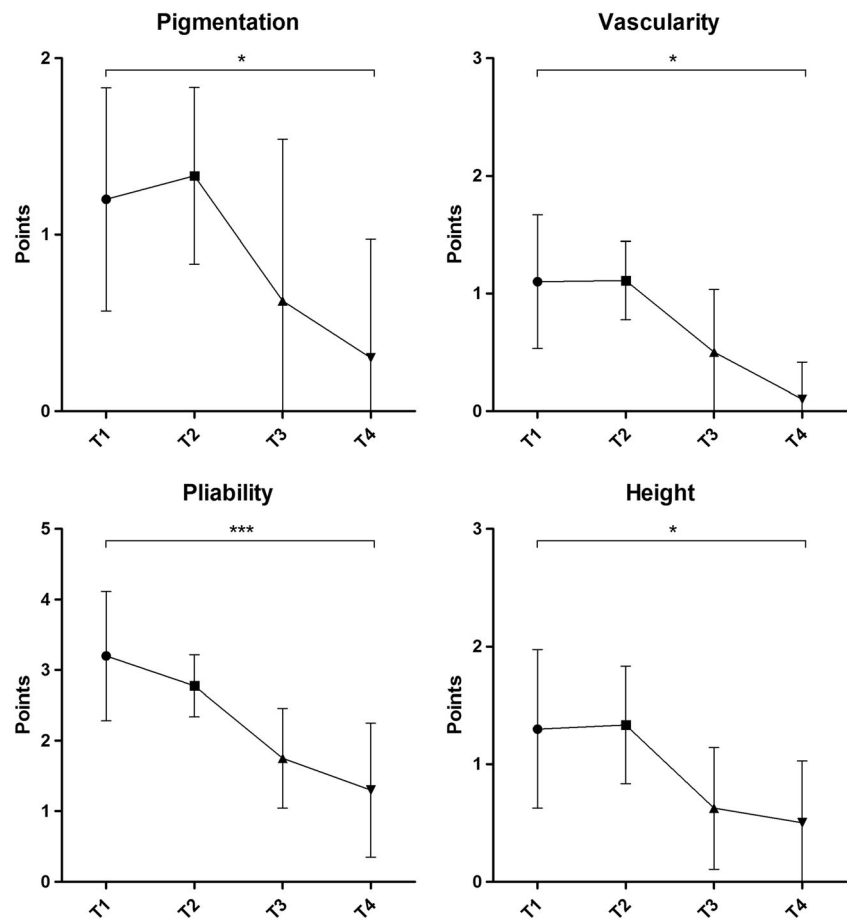 Pigmentation
*
2
1
0
Points
T1 T2 T3 T4
Vascularity
*
3
2
1
0
Points
T1 T2 T3 T4
Pliability
***
5
4
3
2
1
0
Points
T1 T2 T3 T4
Height
*
3
2
1
0
Points
T1 T2 T3 T4